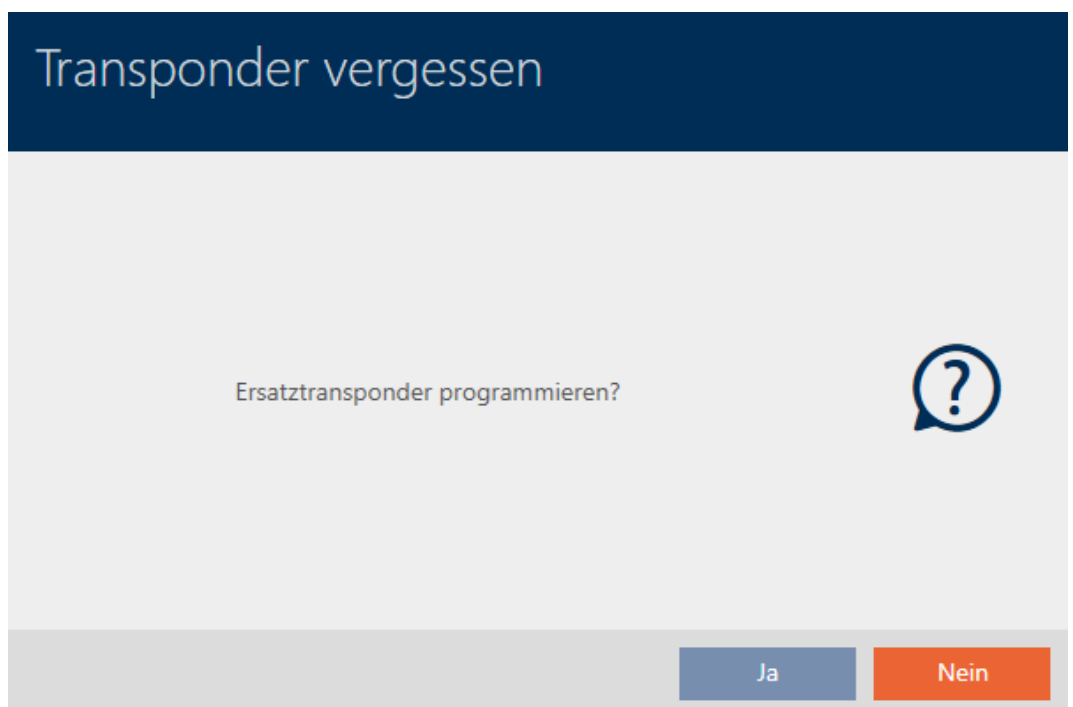 Transponder vergessen
Ersatztransponder programmieren?
?
Ja
Nein